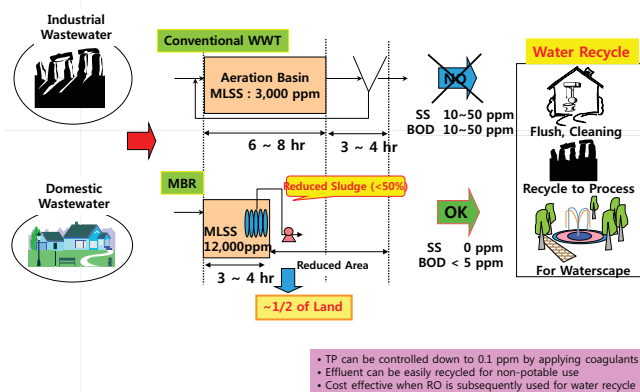 Industrial
Wastewater
Conventional WWT
Aeration Basin
MLSS : 3,000 ppm
6 ~ 8 hr
3 ~ 4 hr
NO
SS 10~50 ppm
BOD 10~50 ppm
Water Recycle
Flush, Cleaning
Recycle to Process
For Waterscape
Domestic
Wastewater
MBR
Reduced Sludge (<50%)
MLSS
12,000ppm
3 ~ 4 hr
Reduced Area
~1/2 of Land
OK
SS 0 ppm
BOD < 5 ppm
• TP can be controlled down to 0.1 ppm by applying coagulants
• Effluent can be easily recycled for non-potable use
• Cost effective when RO is subsequently used for water recycle